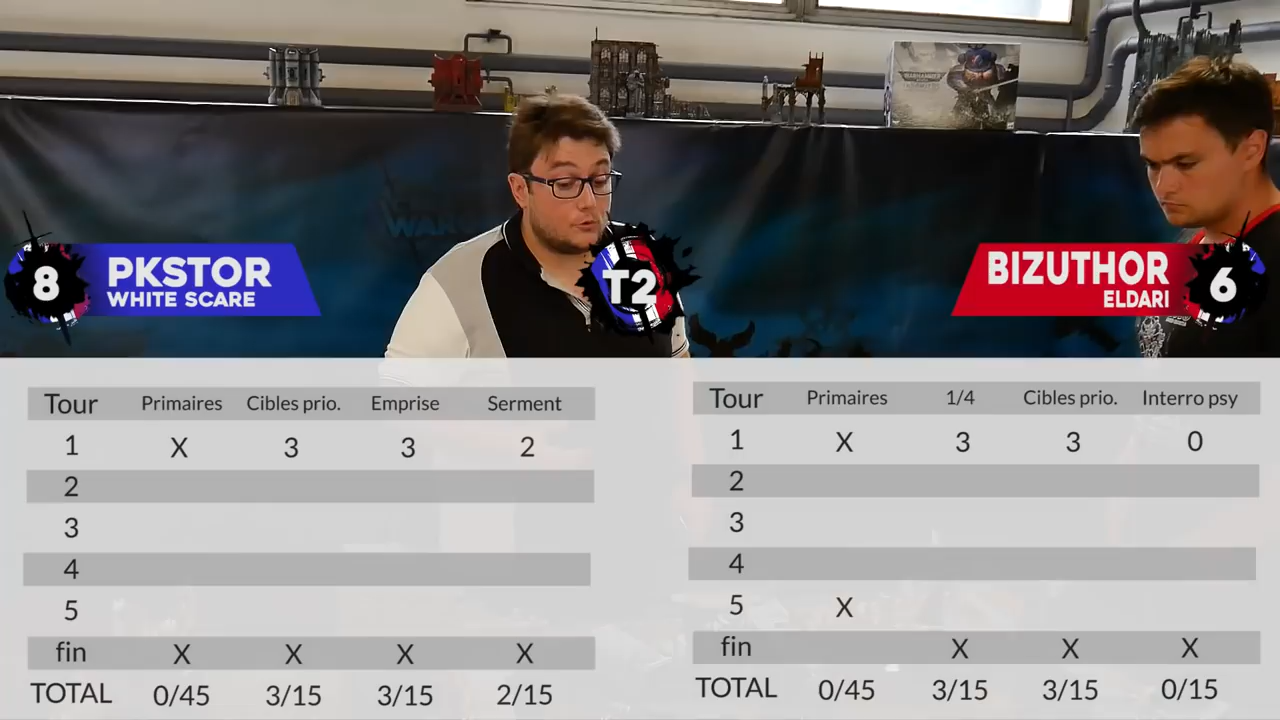 WARHAMMER
8
PKSTOR
WHITE SCARE
T2
BIZUTHOR
ELDARI
6
Tour Primaires Cibles prio. Emprise Serment
1 X 3 3 2
2
3
4
5
fin X X X X
TOTAL 0/45 3/15 3/15 2/15
Tour Primaires 1/4 Cibles prio. Interro psy
1 X 3 3 0
2
3
4
5 X
fin X X X
TOTAL 0/45 3/15 3/15 0/15